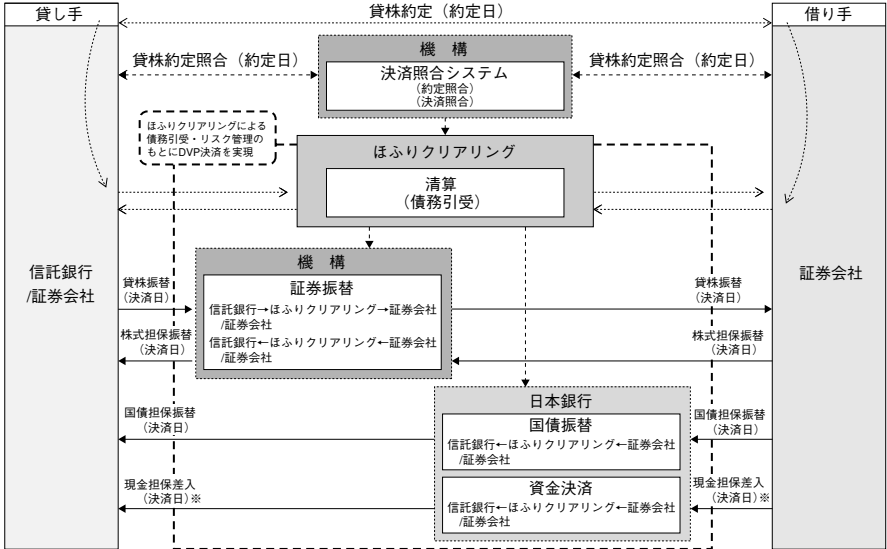 貸し手
貸株約定（約定日）
借り手
貸株約定照合（約定日）
機　構
決済照合システム
（約定照合）
（決済照合）
貸株約定照合（約定日）
ほふりクリアリングによる
債務引受・リスク管理の
もとにDVP決済を実現
ほふりクリアリング
清算
（債務引受）
信託銀行
/証券会社
証券会社
機　構
証券振替
信託銀行→ほふりクリアリング→証券会社
/証券会社
信託銀行←ほふりクリアリング←証券会社
/証券会社
貸株振替
（決済日）
貸株振替
（決済日）
株式担保振替
（決済日）
株式担保振替
（決済日）
日本銀行
国債振替
信託銀行←ほふりクリアリング←証券会社
/証券会社
国債担保振替
（決済日）
国債担保振替
（決済日）
資金決済
信託銀行←ほふりクリアリング←証券会社
/証券会社
現金担保差入
（決済日）※
現金担保差入
（決済日）※